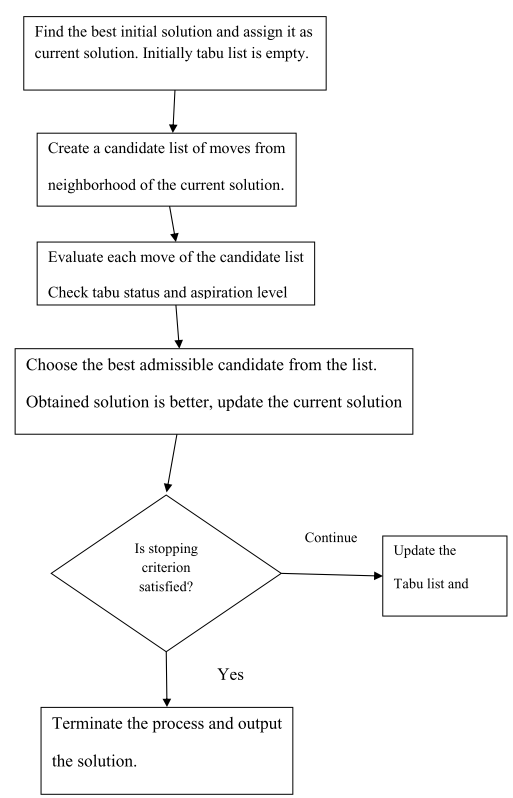 Find the best initial solution and assign it as
current solution. Initially tabu list is empty.
Create a candidate list of moves from
neighborhood of the current solution.
Evaluate each move of the candidate list
Check tabu status and aspiration level
Choose the best admissible candidate from the list.
Obtained solution is better, update the current solution
Is stopping
criterion
satisfied?
Continue
Update the
Tabu list and
Yes
Terminate the process and output
the solution.